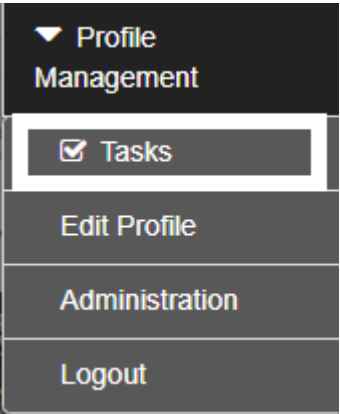 Profile
Management
Tasks
Edit Profile
Administration
Logout